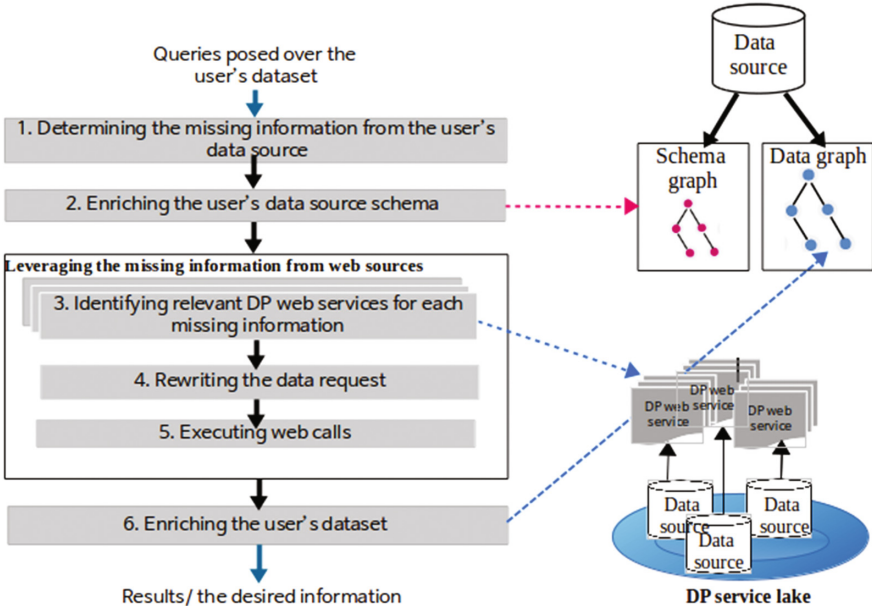 Queries posed over the
user's dataset
1. Determining the missing information from the user's
data source
2. Enriching the user's data source schema
Leveraging the missing information from web sources
3. Identifying relevant DP web services for each
missing information
4. Rewriting the data request
5. Executing web calls
6. Enriching the user's dataset
Results/ the desired information
Data
source
Schema
graph
Data graph
DP web
service
DP web
service
DP web
service
Data
source
Data
source
Data
source
DP service lake